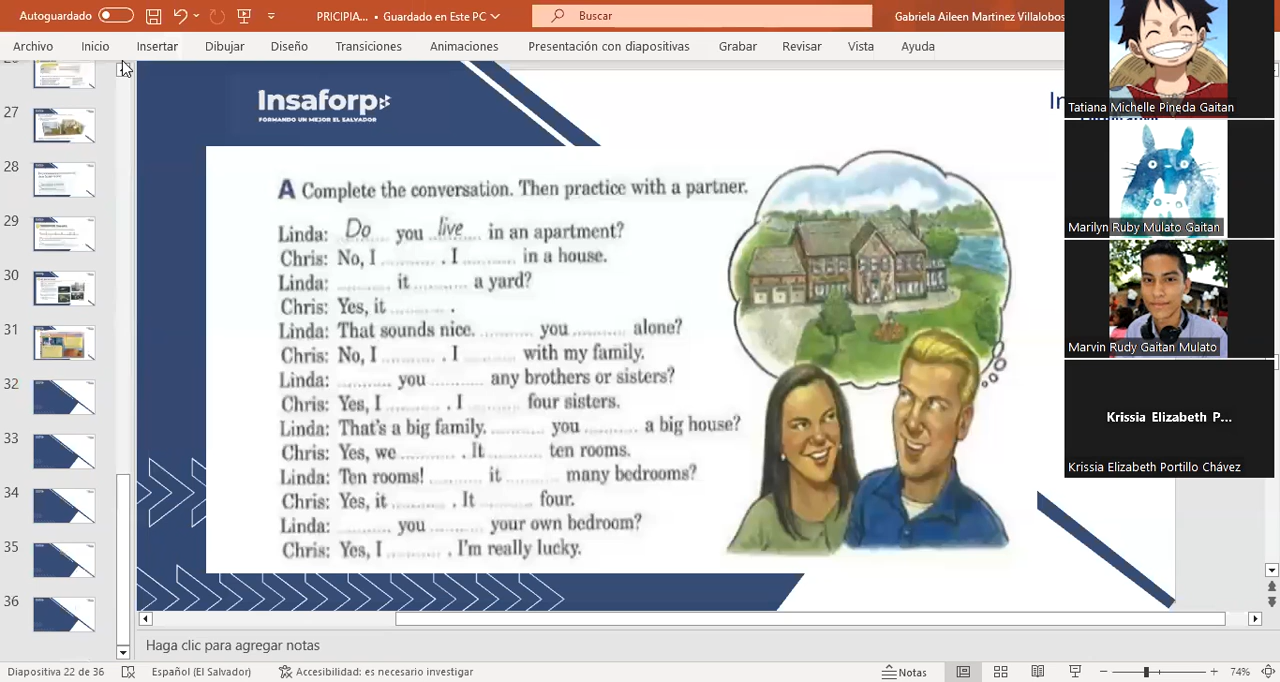 Autoguardado
PRICIPIA... • Guardado en Este PC
Buscar
Gabriela Aileen Martinez Villalobos
Archivo Inicio Insertar Dibujar Diseño Transiciones Animaciones Presentación con diapositivas Grabar Revisar Vista Ayuda
27
28
29
30
31
32
33
34
35
36
Insaforp
FORMANDO UN MEJOR EL SALVADOR
A Complete the conversation. Then practice with a partner.
Linda: Do you live in an apartment?
Chris: No, I ......... . I ......... in a house.
Linda: ......... it ......... a yard?
Chris: Yes, it ......... .
Linda: That sounds nice. ......... you ......... alone?
Chris: No, I ......... . I ......... with my family.
Linda: ......... you ......... any brothers or sisters?
Chris: Yes, I ......... . I ......... four sisters.
Linda: That's a big family. ......... you ......... a big house?
Chris: Yes, we ......... . It ......... ten rooms.
Linda: Ten rooms! ......... it ......... many bedrooms?
Chris: Yes, it ......... . It ......... four.
Linda: ......... you ......... your own bedroom?
Chris: Yes, I ......... . I'm really lucky.
Tatiana Michelle Pineda Gaitan
Marilyn Ruby Mulato Gaitan
Marvin Rudy Gaitan Mulato
Krissia Elizabeth P...
Krissia Elizabeth Portillo Chávez
Haga clic para agregar notas
Diapositiva 22 de 36 Español (El Salvador) Accesibilidad: es necesario investigar Notas 74%